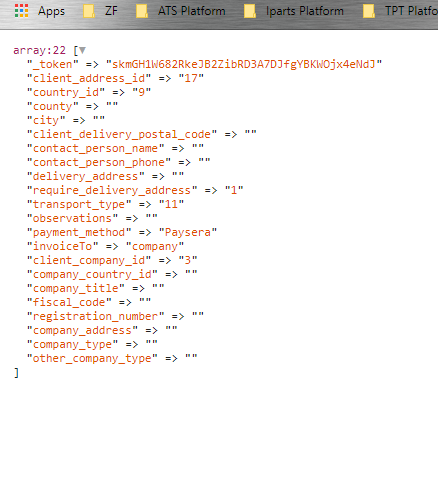 Apps ZF ATS Platform Iparts Platform TPT Platform
array:22 [▼
"_token" => "skmGH1W682RkeJB2ZibRD3A7DJfgYBKWOjx4eNdJ"
"client_address_id" => "17"
"country_id" => "9"
"county" => ""
"city" => ""
"client_delivery_postal_code" => ""
"contact_person_name" => ""
"contact_person_phone" => ""
"delivery_address" => ""
"require_delivery_address" => "1"
"transport_type" => "11"
"observations" => ""
"payment_method" => "Paysera"
"invoiceTo" => "company"
"client_company_id" => "3"
"company_country_id" => ""
"company_title" => ""
"fiscal_code" => ""
"registration_number" => ""
"company_address" => ""
"company_type" => ""
"other_company_type" => ""
]